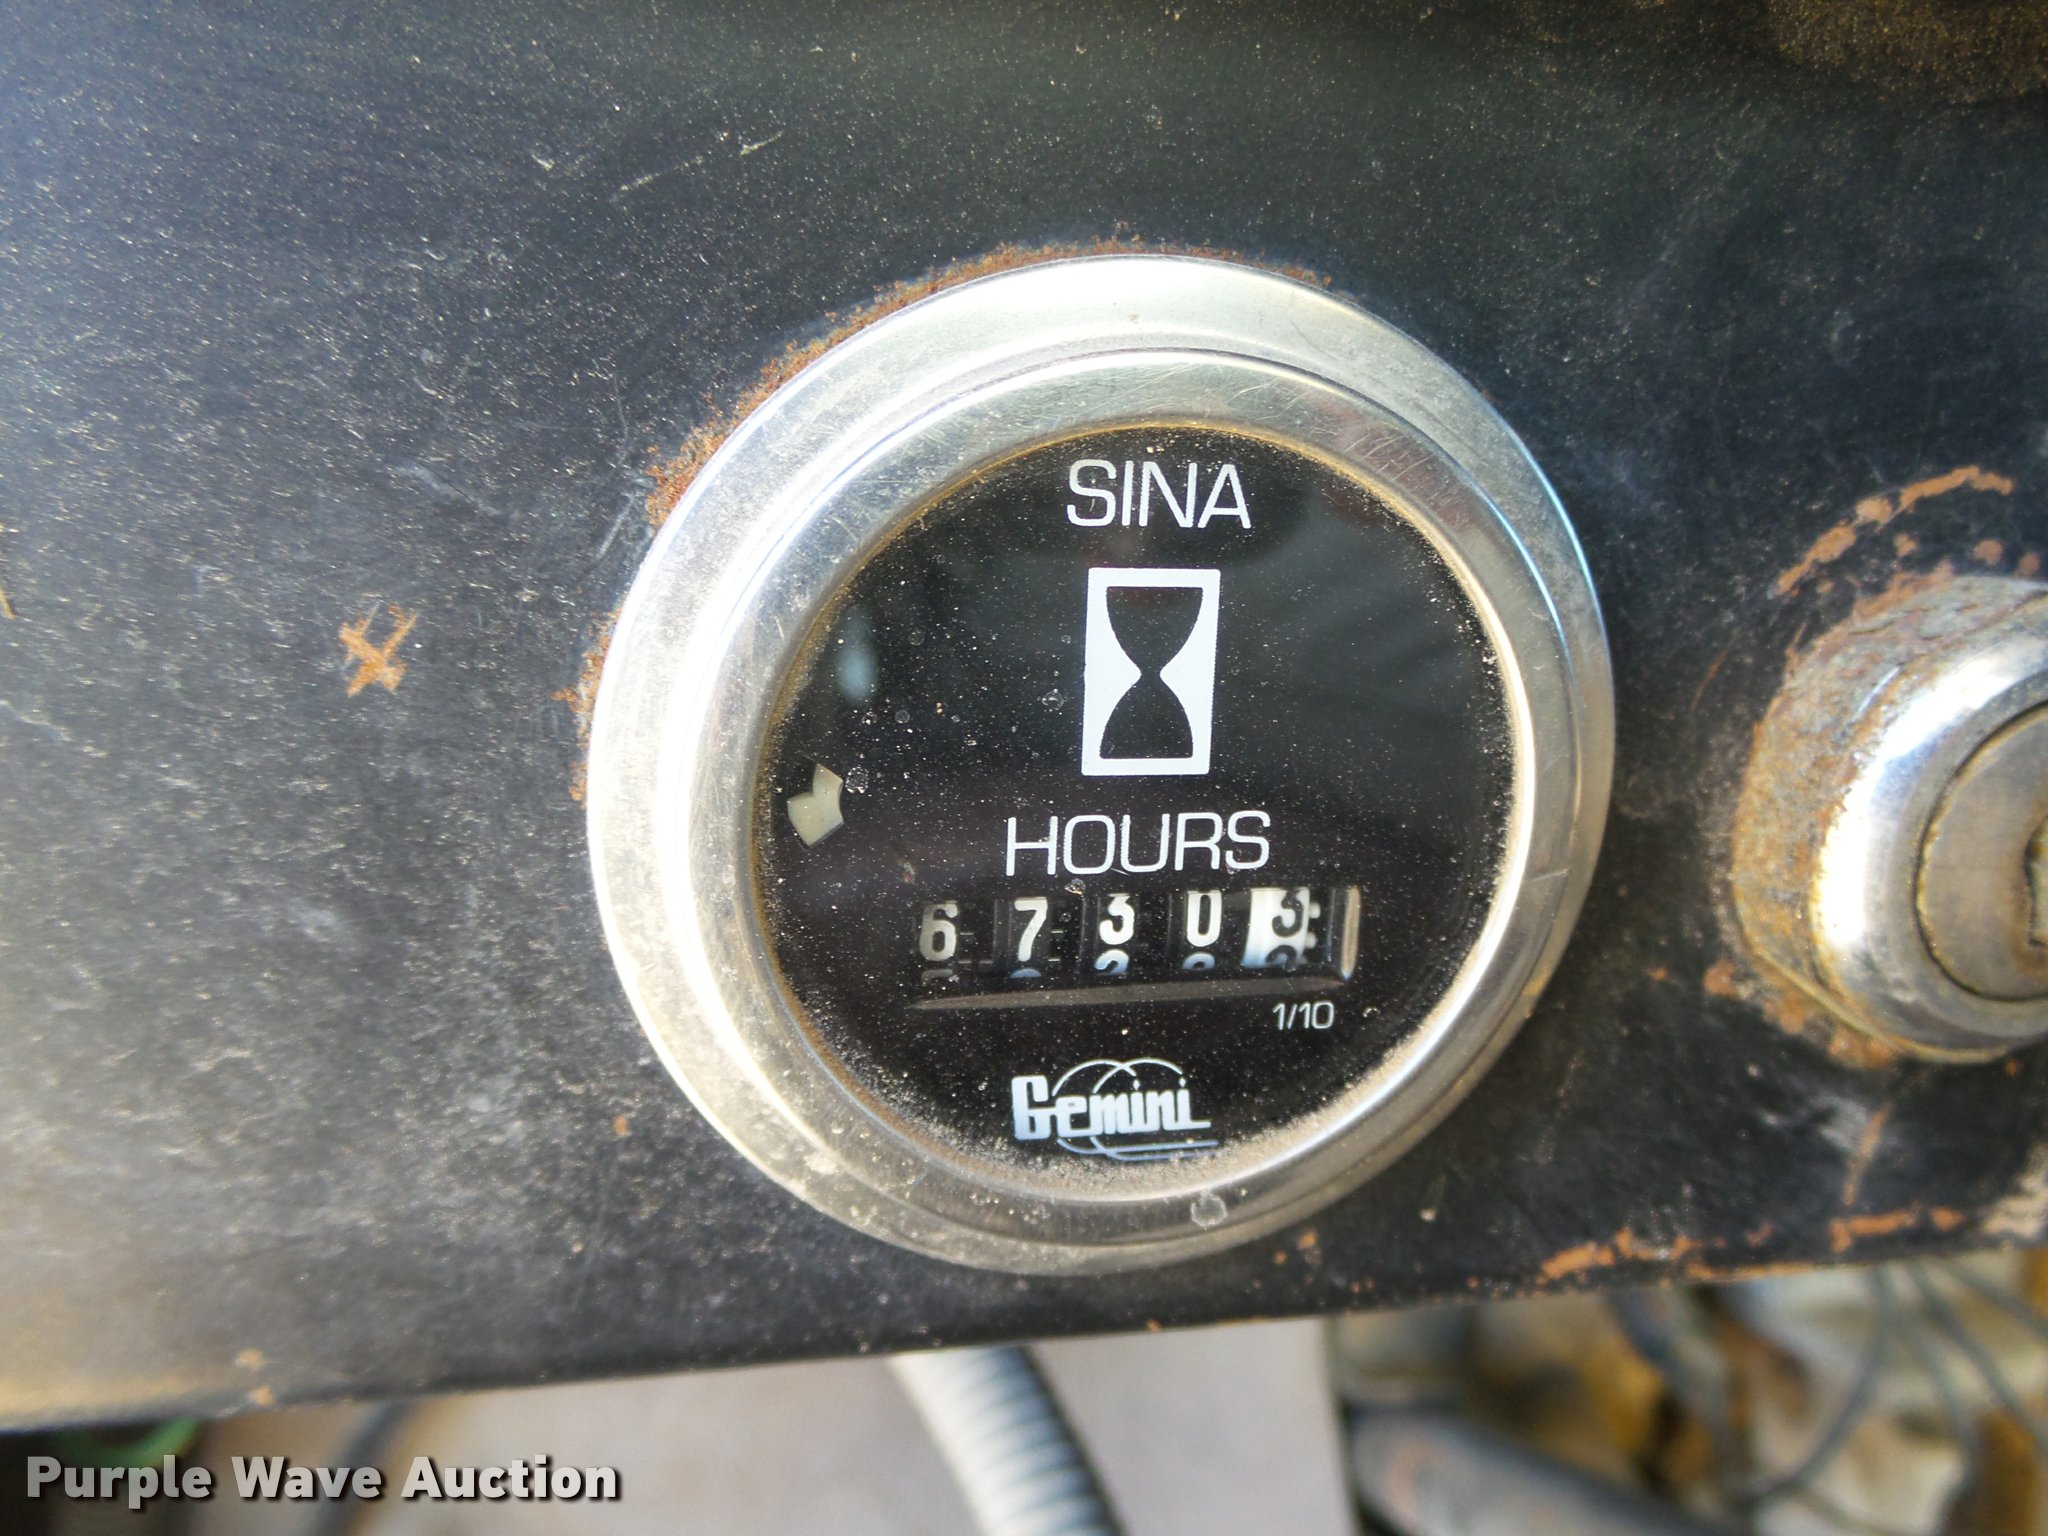 SINA
HOURS
6 7 3 0 3
1/10
Gemini
Purple Wave Auction